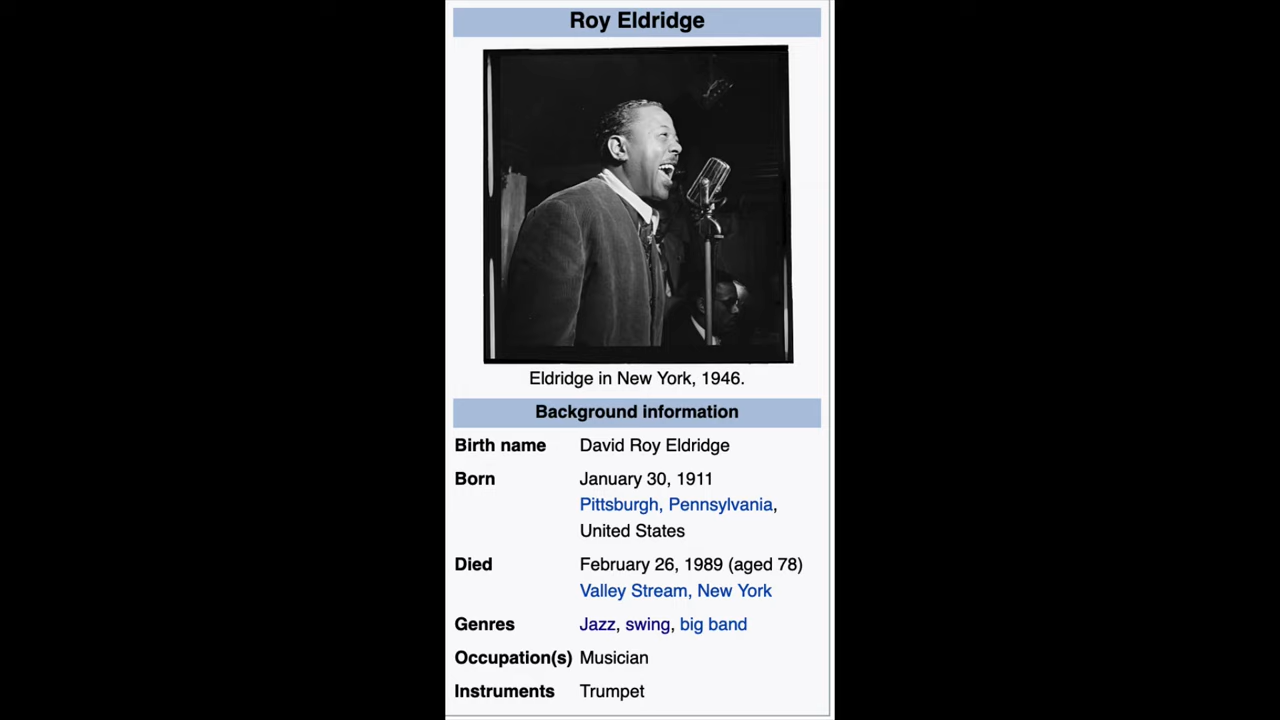 Roy Eldridge
Eldridge in New York, 1946.
Background information
Birth name David Roy Eldridge
Born January 30, 1911
Pittsburgh, Pennsylvania,
United States
Died February 26, 1989 (aged 78)
Valley Stream, New York
Genres Jazz, swing, big band
Occupation(s) Musician
Instruments Trumpet